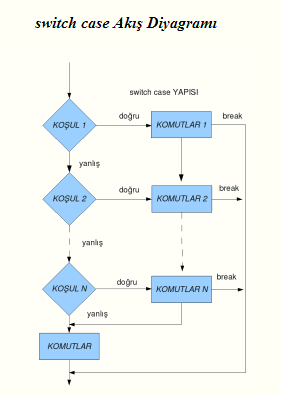 switch case Akış Diyagramı
switch case YAPISI
doğru
break
KOŞUL 1
KOMUTLAR 1
yanlış
doğru
break
KOŞUL 2
KOMUTLAR 2
yanlış
doğru
break
KOŞUL N
KOMUTLAR N
yanlış
KOMUTLAR